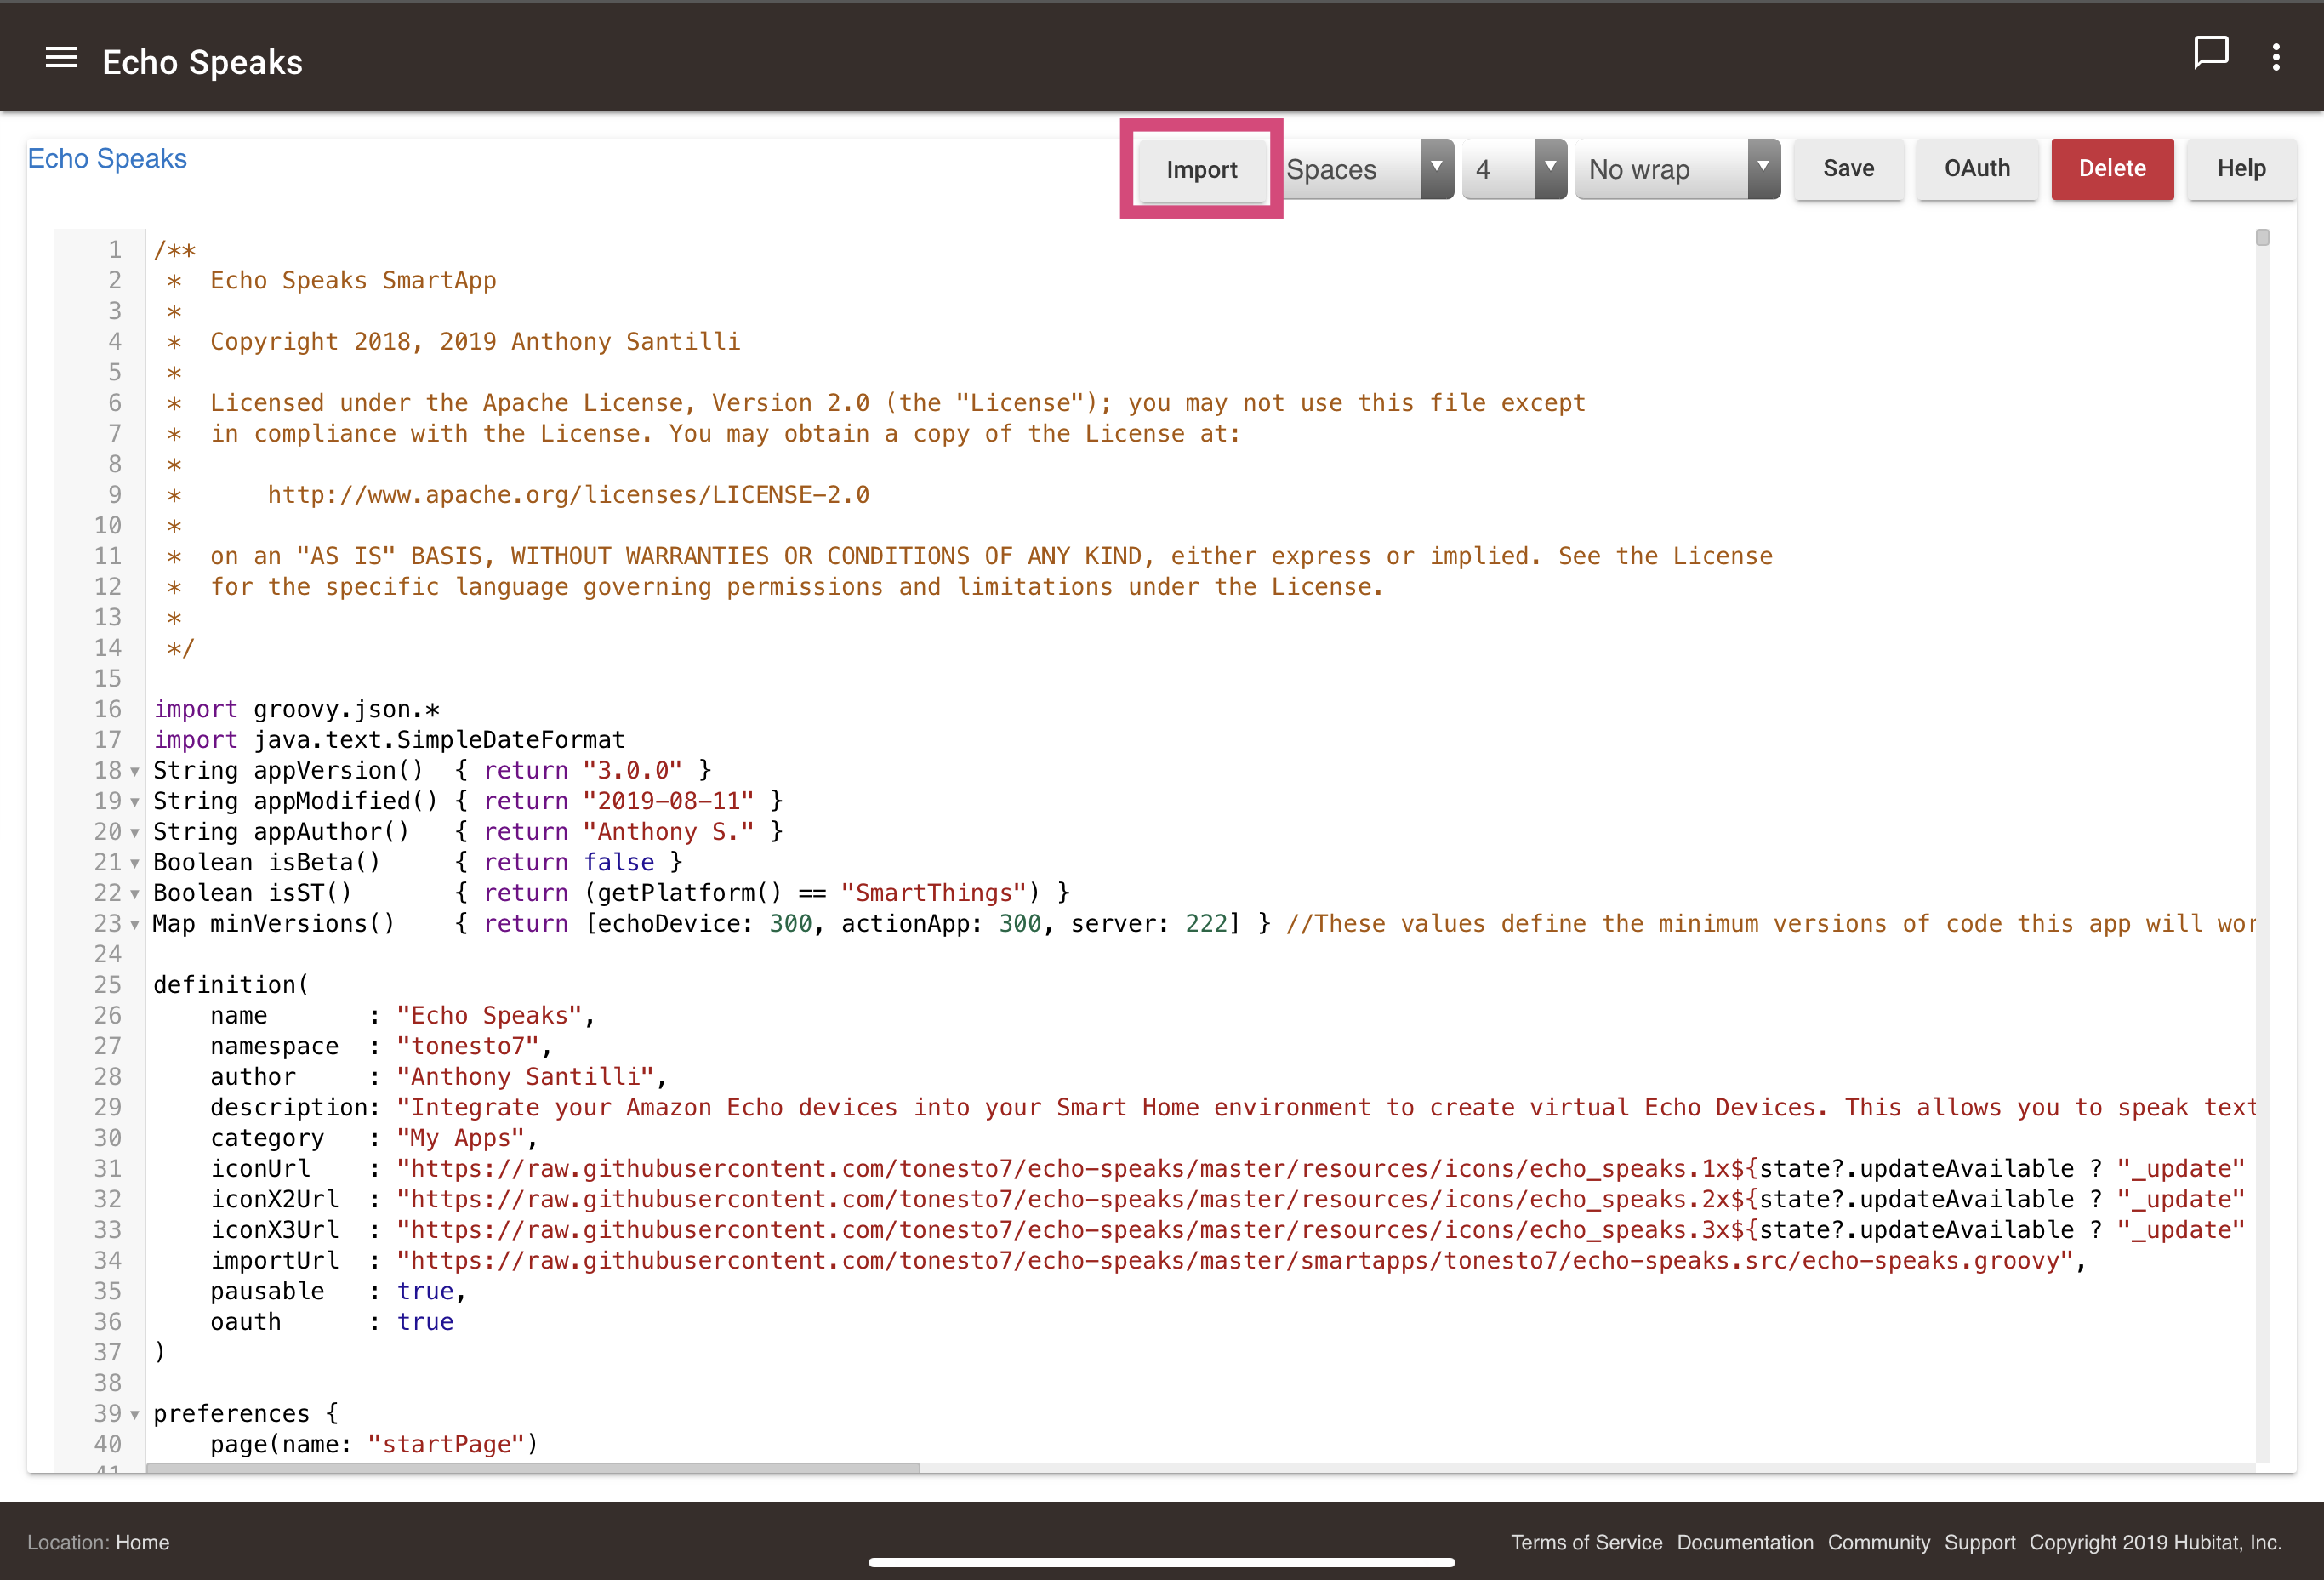 Echo Speaks
Echo Speaks
Import Spaces 4 No wrap Save OAuth Delete Help
1 /**
2  *  Echo Speaks SmartApp
3  *
4  *  Copyright 2018, 2019 Anthony Santilli
5  *
6  *  Licensed under the Apache License, Version 2.0 (the "License"); you may not use this file except
7  *  in compliance with the License. You may obtain a copy of the License at:
8  *
9  *      http://www.apache.org/licenses/LICENSE-2.0
10  *
11  *  on an "AS IS" BASIS, WITHOUT WARRANTIES OR CONDITIONS OF ANY KIND, either express or implied. See the License
12  *  for the specific language governing permissions and limitations under the License.
13  *
14  */
15
16 import groovy.json.*
17 import java.text.SimpleDateFormat
18 String appVersion()  { return "3.0.0" }
19 String appModified() { return "2019-08-11" }
20 String appAuthor()   { return "Anthony S." }
21 Boolean isBeta()     { return false }
22 Boolean isST()       { return (getPlatform() == "SmartThings") }
23 Map minVersions()    { return [echoDevice: 300, actionApp: 300, server: 222] } //These values define the minimum versions of code this app will wor
24
25 definition(
26     name       : "Echo Speaks",
27     namespace  : "tonesto7",
28     author     : "Anthony Santilli",
29     description: "Integrate your Amazon Echo devices into your Smart Home environment to create virtual Echo Devices. This allows you to speak text
30     category   : "My Apps",
31     iconUrl    : "https://raw.githubusercontent.com/tonesto7/echo-speaks/master/resources/icons/echo_speaks.1x${state?.updateAvailable ? "_update"
32     iconX2Url  : "https://raw.githubusercontent.com/tonesto7/echo-speaks/master/resources/icons/echo_speaks.2x${state?.updateAvailable ? "_update"
33     iconX3Url  : "https://raw.githubusercontent.com/tonesto7/echo-speaks/master/resources/icons/echo_speaks.3x${state?.updateAvailable ? "_update"
34     importUrl  : "https://raw.githubusercontent.com/tonesto7/echo-speaks/master/smartapps/tonesto7/echo-speaks.src/echo-speaks.groovy",
35     pausable   : true,
36     oauth      : true
37 )
38
39 preferences {
40     page(name: "startPage")
41
Location: Home Terms of Service Documentation Community Support Copyright 2019 Hubitat, Inc.